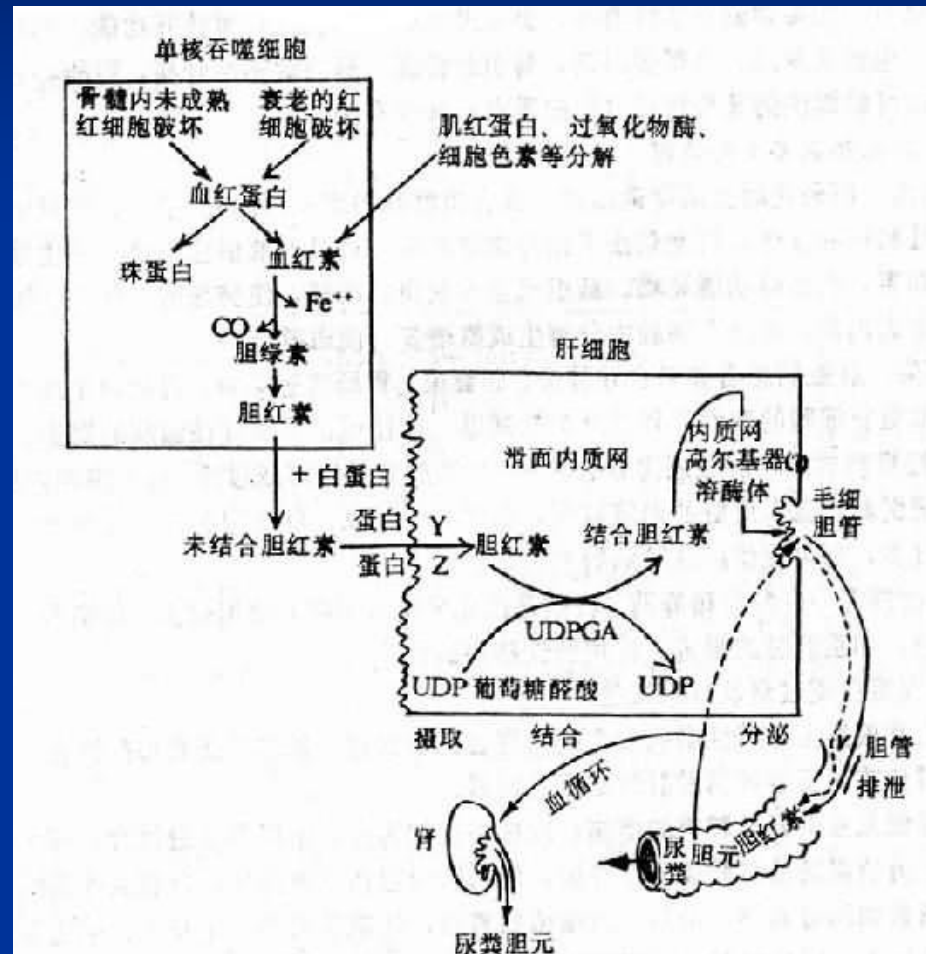 单核吞噬细胞
骨髓内未成熟
红细胞破坏
衰老的红
细胞破坏
肌红蛋白、过氧化物酶、
细胞色素等分解
血红蛋白
珠蛋白
血红素
Fe⁺⁺
CO
胆绿素
胆红素
+ 白蛋白
未结合胆红素
肝细胞
滑面内质网
内质网
高尔基器
溶酶体
毛细
胆管
蛋白 Y
蛋白 Z
胆红素
结合胆红素
UDPGA
UDP 葡萄糖醛酸
UDP
摄取
结合
分泌
胆管
排泄
血循环
肾
尿
粪
胆元
胆红素
尿粪胆元